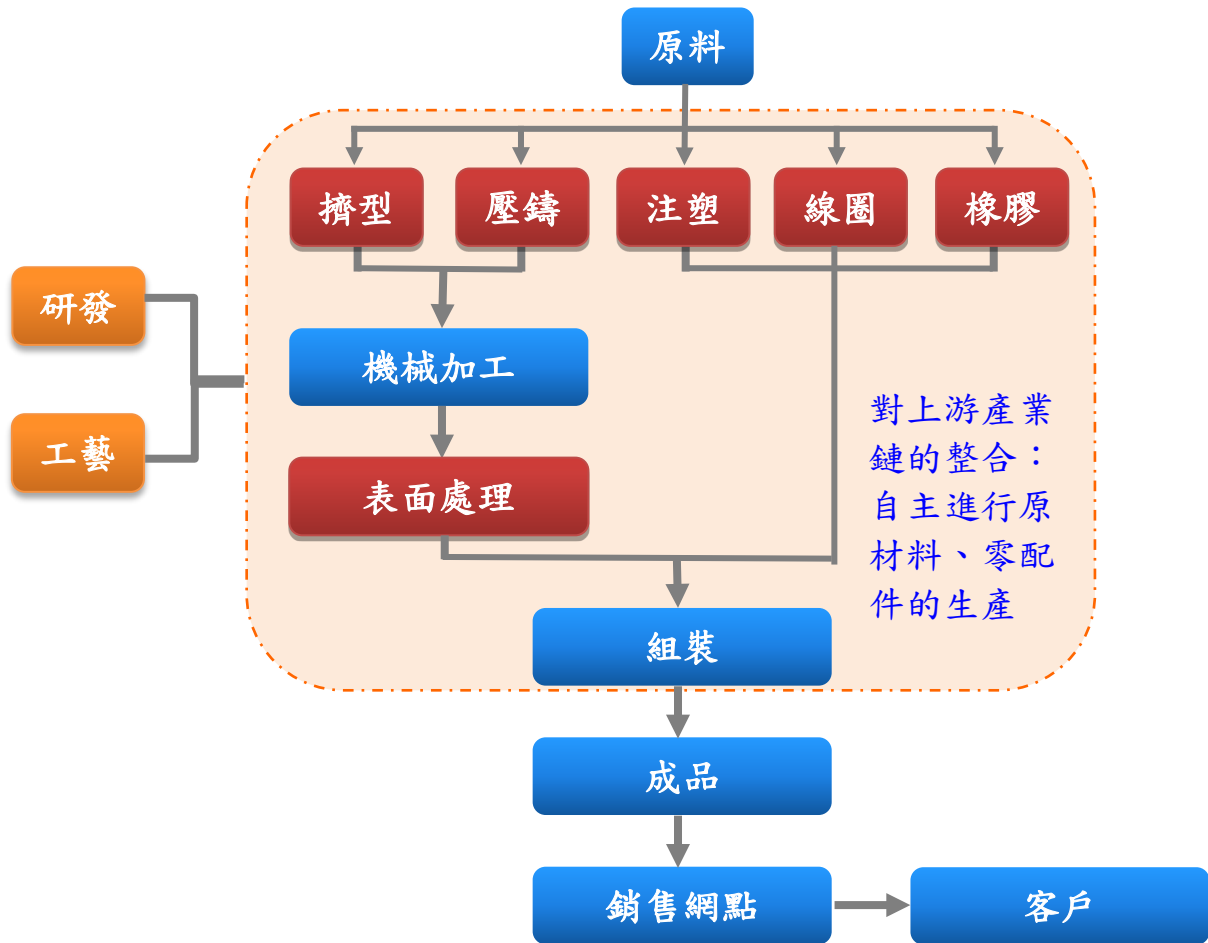 原料
擠型
壓鑄
注塑
線圈
橡膠
研發
工藝
機械加工
表面處理
對上游產業
鏈的整合：
自主進行原
材料、零配
件的生產
組裝
成品
銷售網點
客戶